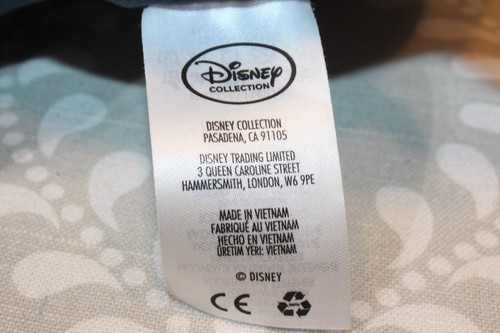 Disney
COLLECTION
DISNEY COLLECTION
PASADENA, CA 91105
DISNEY TRADING LIMITED
3 QUEEN CAROLINE STREET
HAMMERSMITH, LONDON, W6 9PE
MADE IN VIETNAM
FABRIQUÉ AU VIETNAM
HECHO EN VIETNAM
ÜRETIM YERI: VIETNAM
© DISNEY
CE